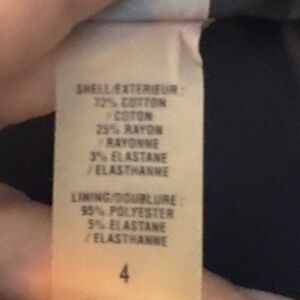 SHELL/EXTERIEUR :
72% COTTON
/ COTON
25% RAYON
/ RAYONNE
3% ELASTANE
/ ELASTHANNE
LINING/DOUBLURE :
95% POLYESTER
5% ELASTANE
/ ELASTHANNE
4